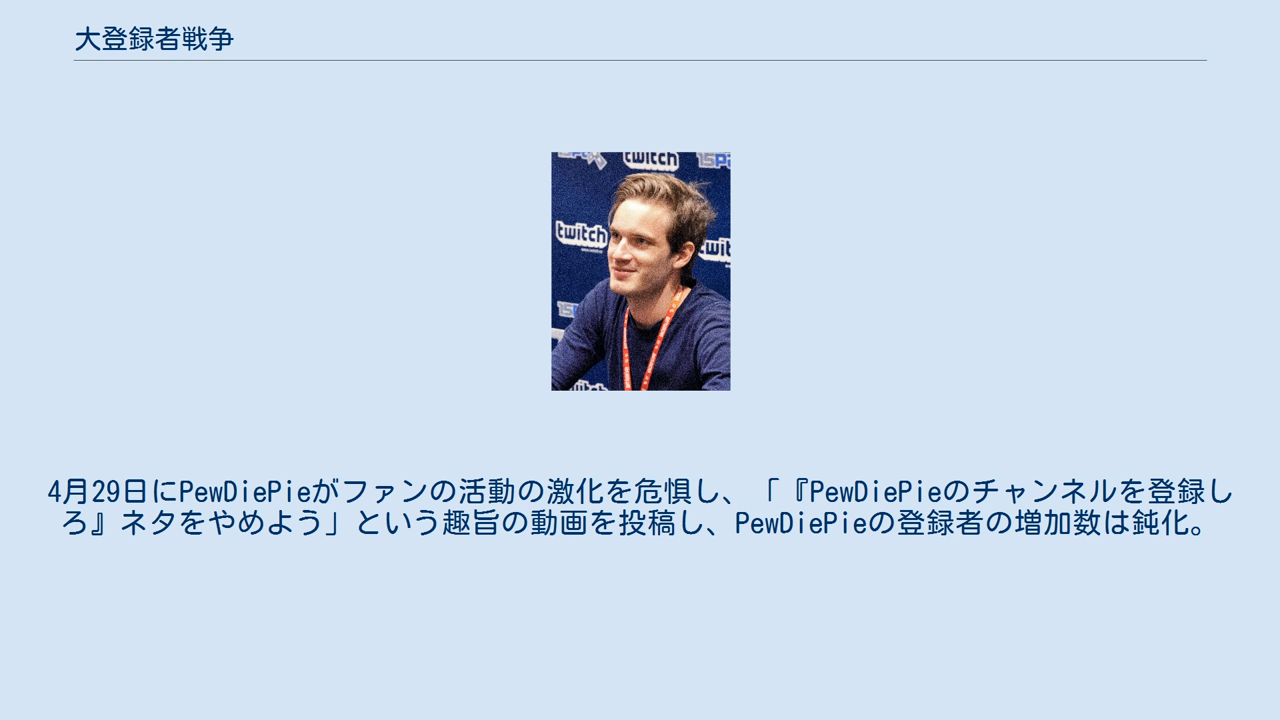 大登録者戦争
twitch
twitch
twitch
4月29日にPewDiePieがファンの活動の激化を危惧し、「『PewDiePieのチャンネルを登録し
ろ』ネタをやめよう」という趣旨の動画を投稿し、PewDiePieの登録者の増加数は鈍化。